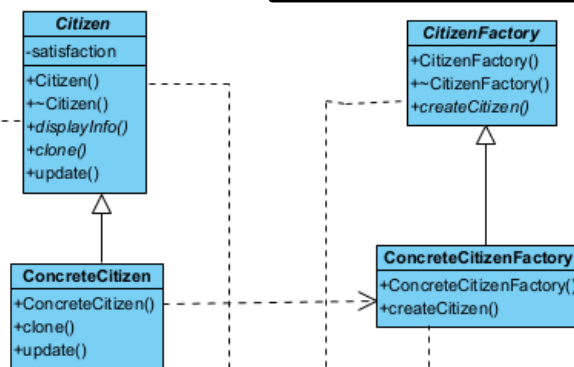 Citizen
-satisfaction
+Citizen()
+~Citizen()
+displayInfo()
+clone()
+update()
CitizenFactory
+CitizenFactory()
+~CitizenFactory()
+createCitizen()
ConcreteCitizen
+ConcreteCitizen()
+clone()
+update()
ConcreteCitizenFactory
+ConcreteCitizenFactory()
+createCitizen()